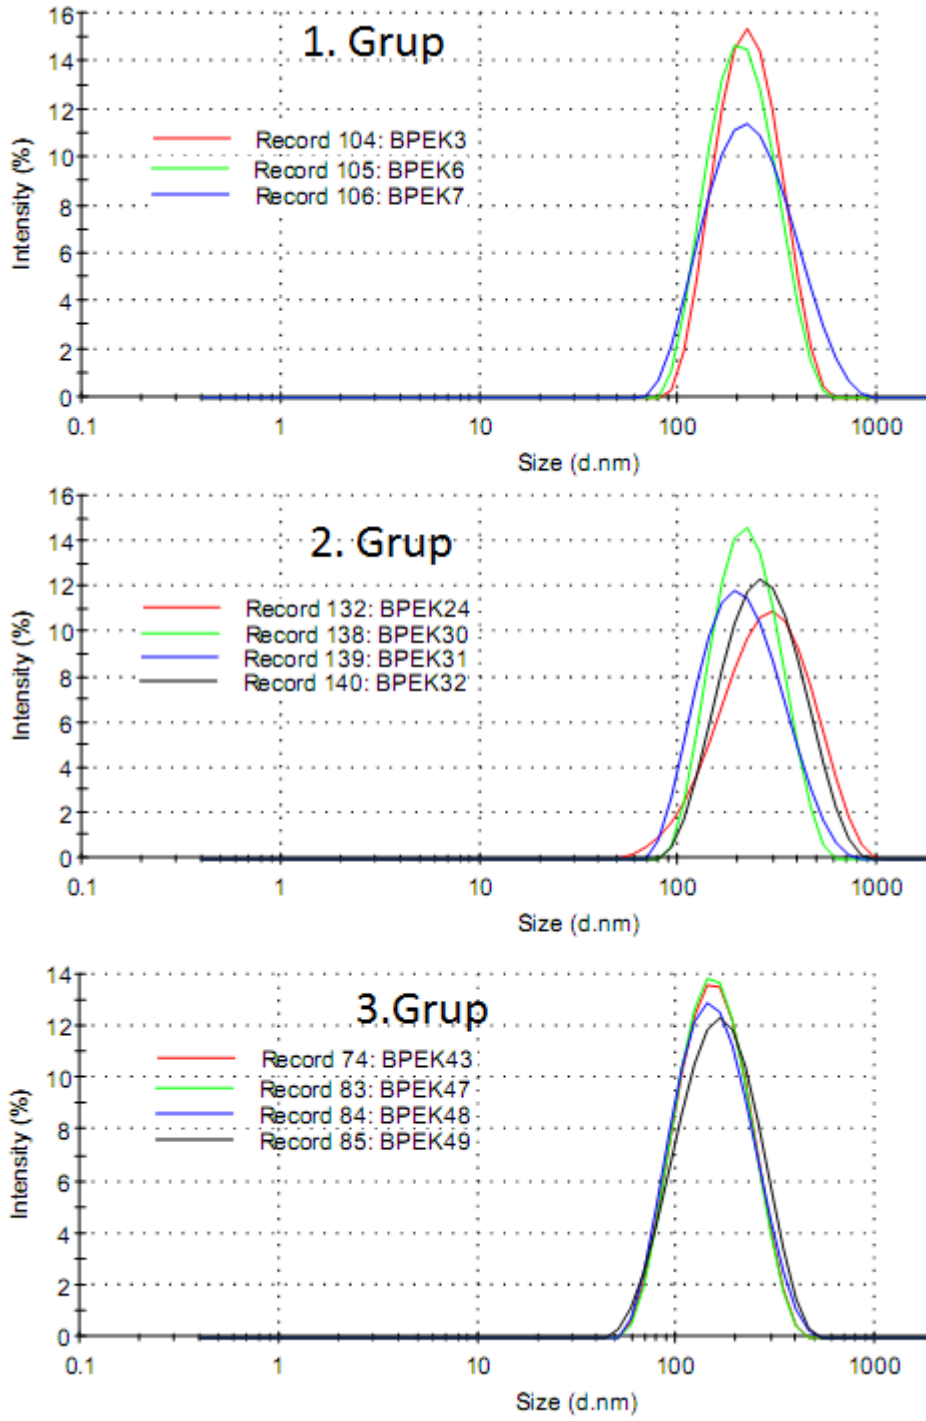 1. Grup
16
14
12
10
8
6
4
2
0
Intensity (%)
Record 104: BPEK3
Record 105: BPEK6
Record 106: BPEK7
0.1 1 10 100 1000
Size (d.nm)
2. Grup
16
14
12
10
8
6
4
2
0
Intensity (%)
Record 132: BPEK24
Record 138: BPEK30
Record 139: BPEK31
Record 140: BPEK32
0.1 1 10 100 1000
Size (d.nm)
3.Grup
14
12
10
8
6
4
2
0
Intensity (%)
Record 74: BPEK43
Record 83: BPEK47
Record 84: BPEK48
Record 85: BPEK49
0.1 1 10 100 1000
Size (d.nm)